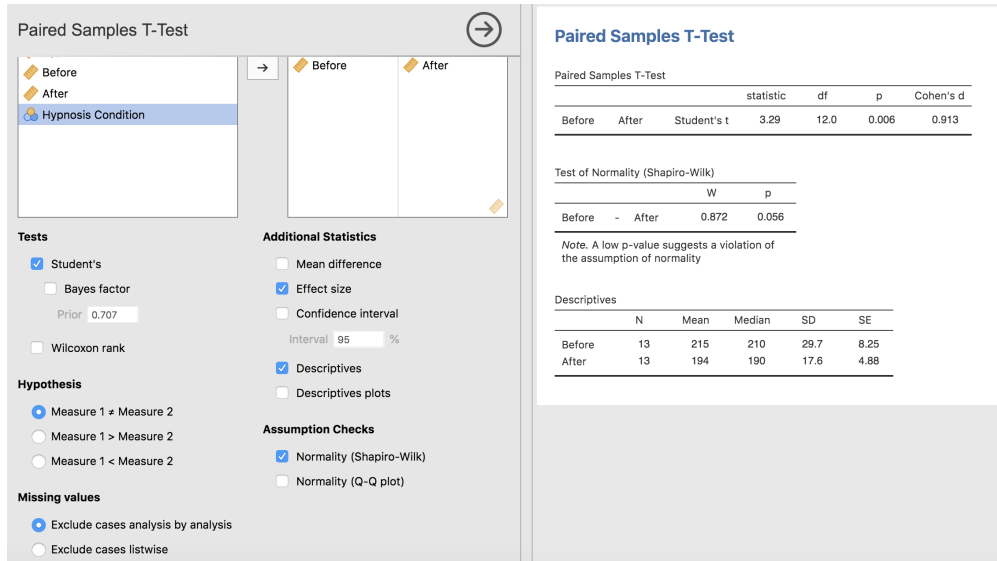 Paired Samples T-Test
Before
After
Hypnosis Condition
Before
After
Tests
Student's
Bayes factor
Prior 0.707
Wilcoxon rank
Hypothesis
Measure 1 ≠ Measure 2
Measure 1 > Measure 2
Measure 1 < Measure 2
Missing values
Exclude cases analysis by analysis
Exclude cases listwise
Additional Statistics
Mean difference
Effect size
Confidence interval
Interval 95 %
Descriptives
Descriptives plots
Assumption Checks
Normality (Shapiro-Wilk)
Normality (Q-Q plot)
Paired Samples T-Test
Paired Samples T-Test
statistic df p Cohen's d
Before After Student's t 3.29 12.0 0.006 0.913
Test of Normality (Shapiro-Wilk)
W p
Before - After 0.872 0.056
Note. A low p-value suggests a violation of
the assumption of normality
Descriptives
N Mean Median SD SE
Before 13 215 210 29.7 8.25
After 13 194 190 17.6 4.88